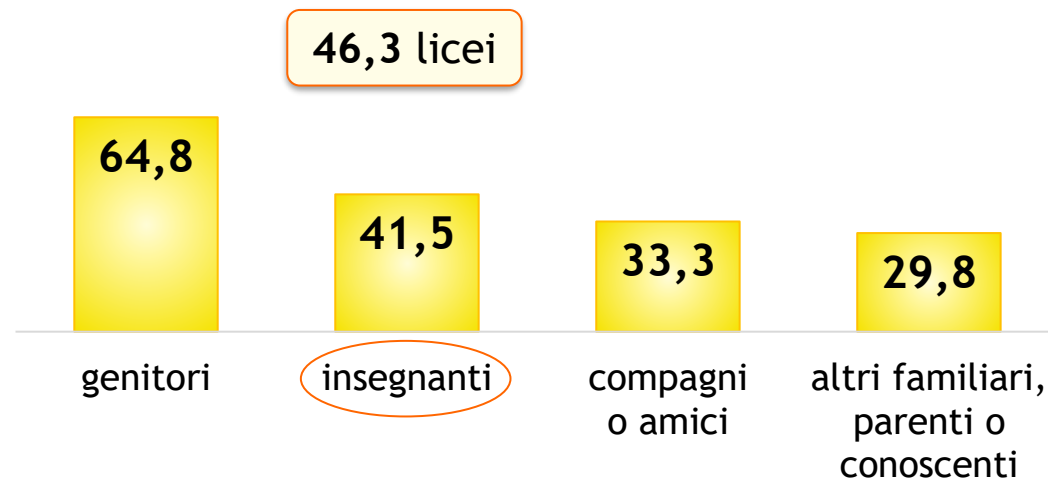 46,3 licei
64,8
41,5
33,3
29,8
genitori
insegnanti
compagni
o amici
altri familiari,
parenti o
conoscenti